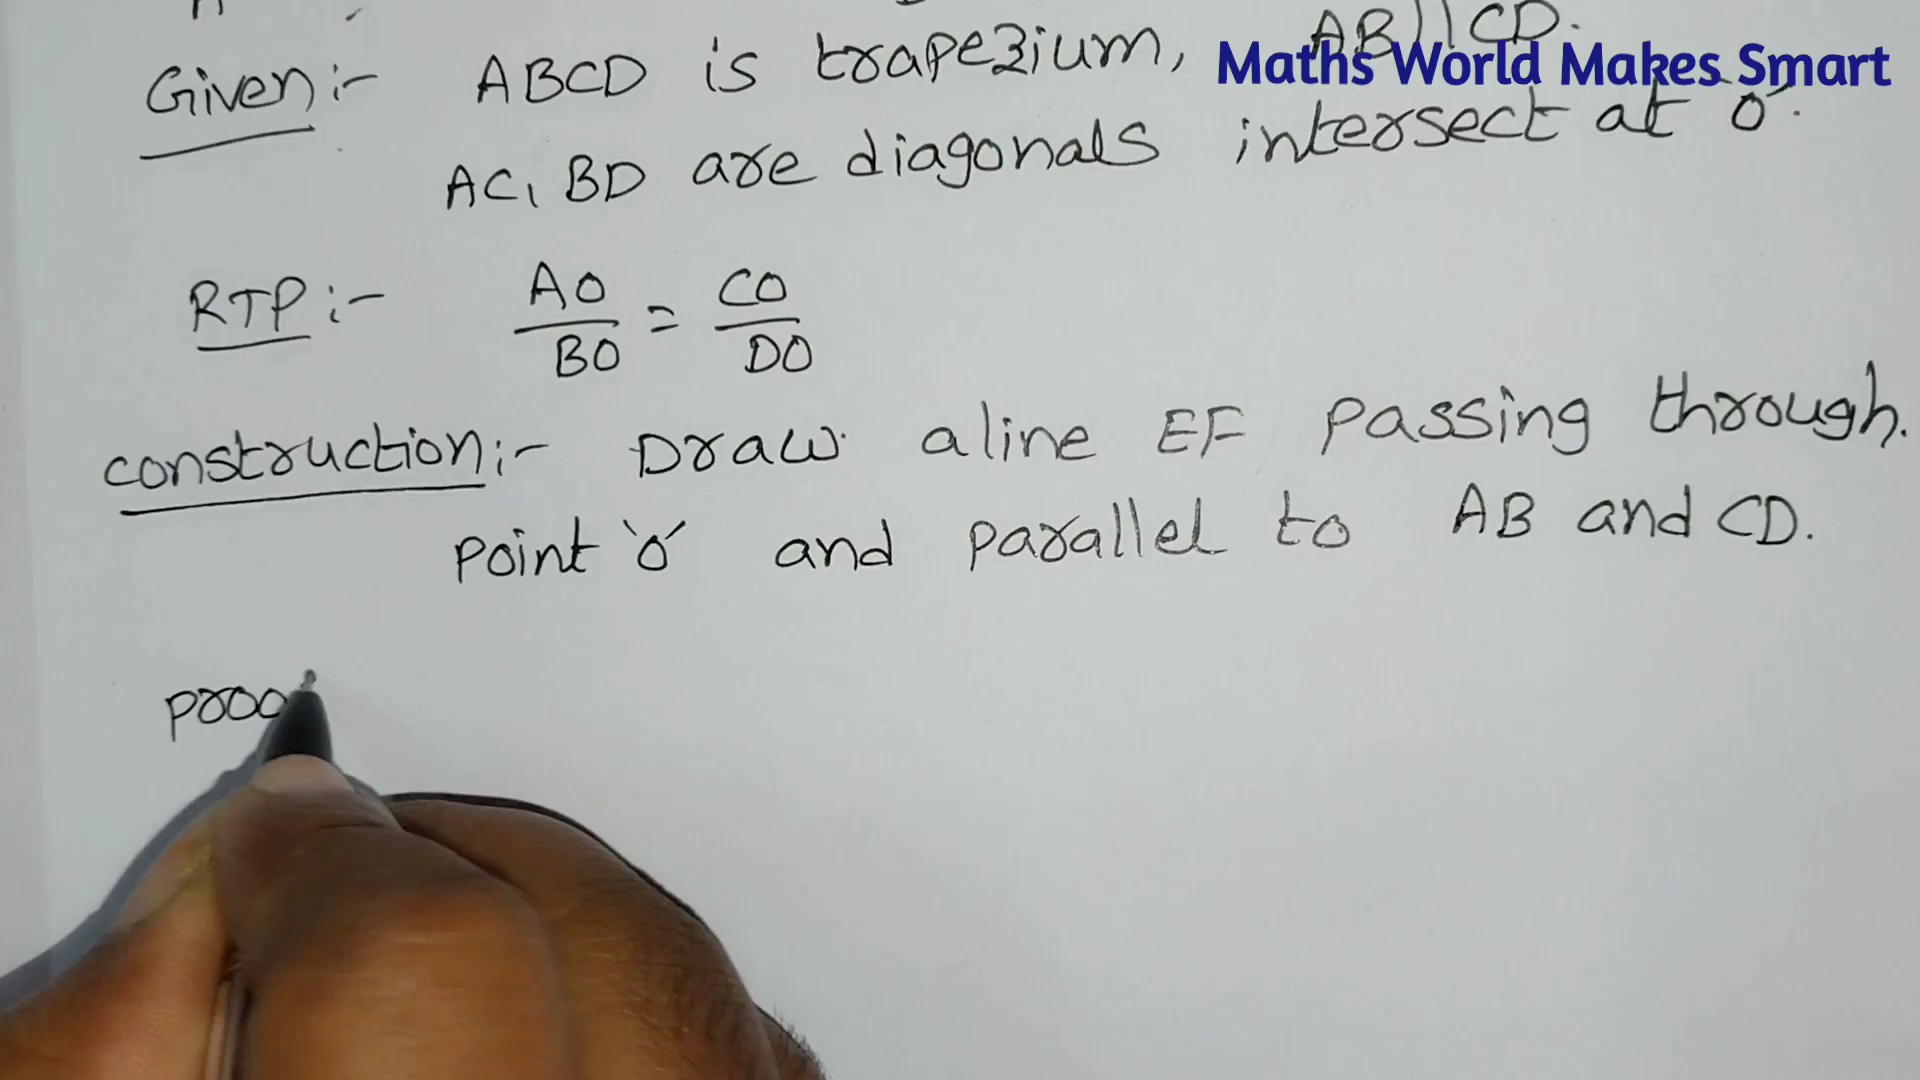 Given:- ABCD is trapezium, AB||CD.
Maths World Makes Smart
AC, BD are diagonals intersect at 'O'.
RTP:- AO/BO = CO/DO
construction:- Draw a line EF passing through.
point 'O' and parallel to AB and CD.
proo